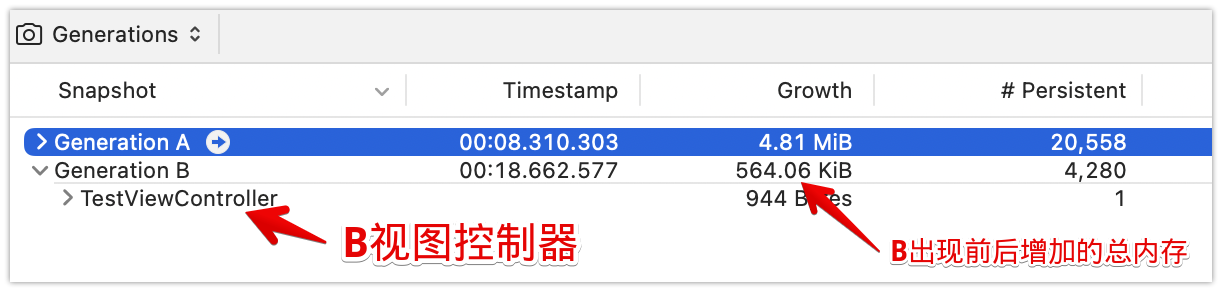 Generations
Snapshot Timestamp Growth # Persistent
Generation A 00:08.310.303 4.81 MiB 20,558
Generation B 00:18.662.577 564.06 KiB 4,280
TestViewController 944 Bytes 1
B视图控制器
B出现前后增加的总内存